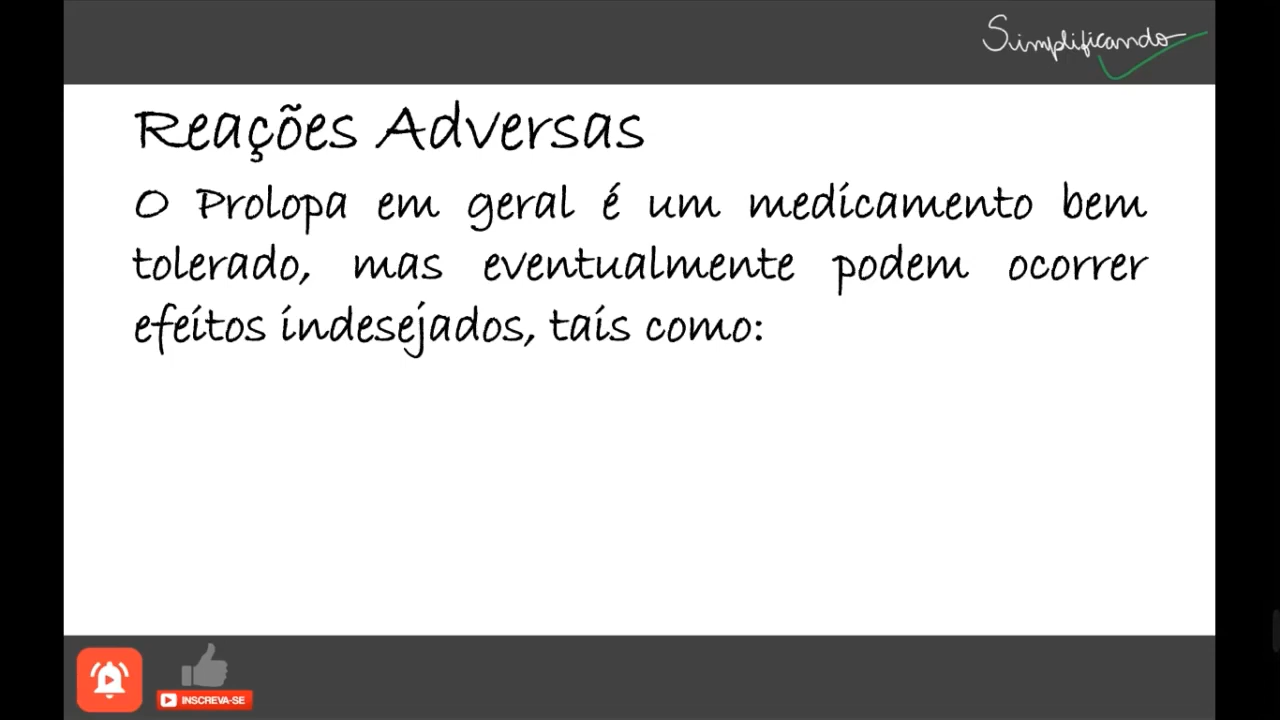 Simplificando
Reações Adversas
O Prolopa em geral é um medicamento bem
tolerado, mas eventualmente podem ocorrer
efeitos indesejados, tais como:
INSCREVA-SE